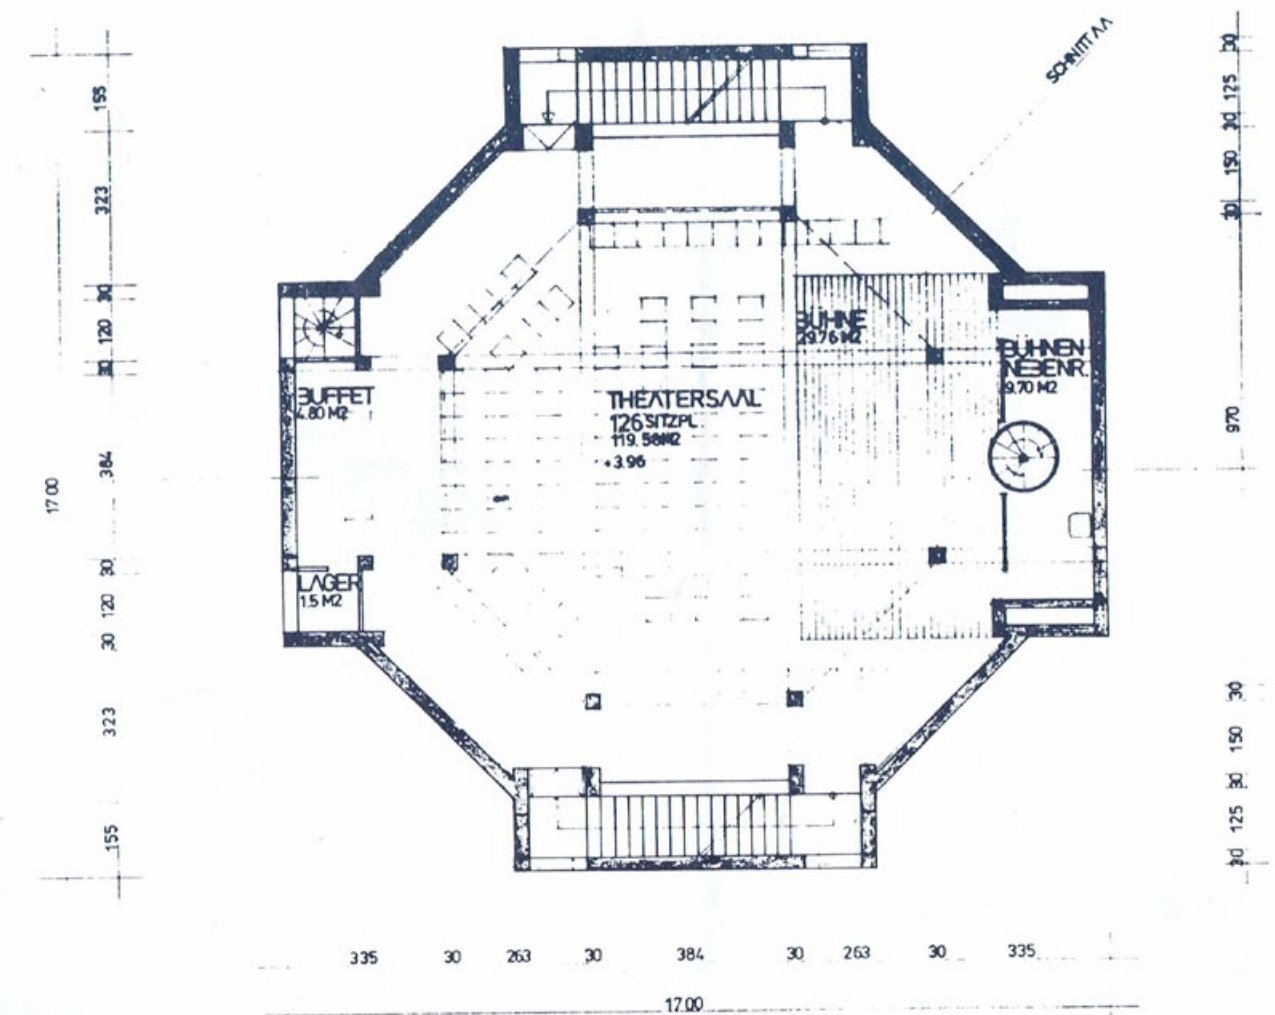 SCHNITT AA
30
125
30
150
30
970
30
150
30
125
30
155
323
30
120
30
384
30
120
30
323
155
17 00
BÜHNE
29.76 M2
BÜHNEN
NEBENR.
9.70 M2
BUFFET
4.80 M2
THEATERSAAL
126 SITZPL.
119.58 M2
+3.96
LAGER
1.5 M2
335 30 263 30 384 30 263 30 335
17.00